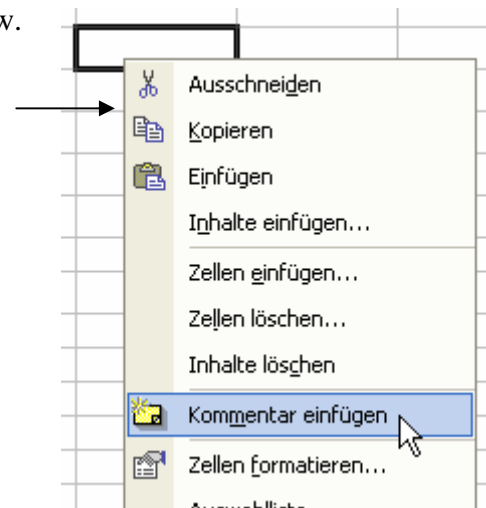 w.
Ausschneiden
Kopieren
Einfügen
Inhalte einfügen...
Zellen einfügen...
Zellen löschen...
Inhalte löschen
Kommentar einfügen
Zellen formatieren...